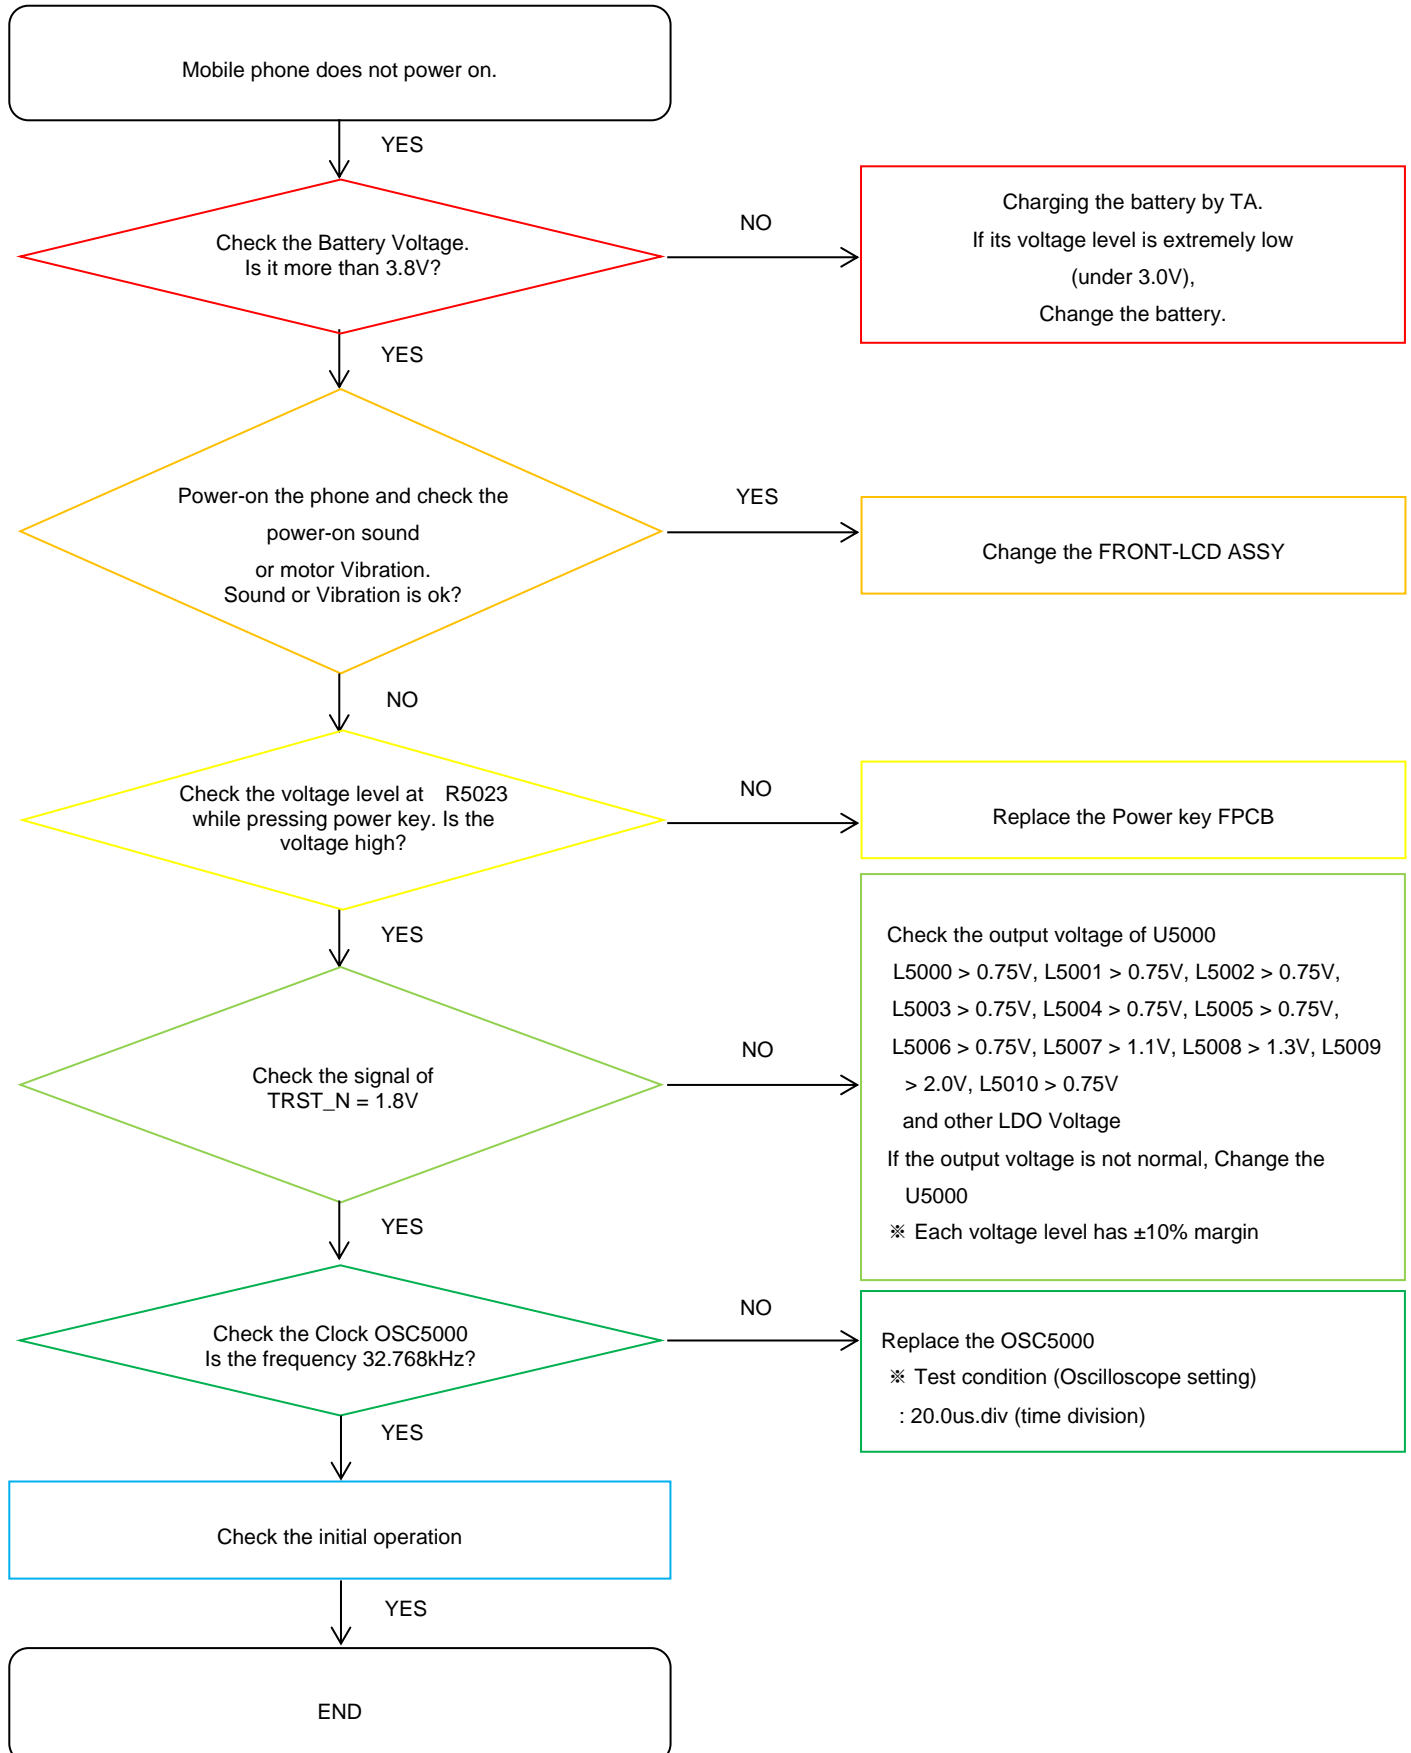 Mobile phone does not power on.
YES
Check the Battery Voltage.
Is it more than 3.8V?
NO
Charging the battery by TA.
If its voltage level is extremely low
(under 3.0V),
Change the battery.
YES
Power-on the phone and check the
power-on sound
or motor Vibration.
Sound or Vibration is ok?
YES
Change the FRONT-LCD ASSY
NO
Check the voltage level at R5023
while pressing power key. Is the
voltage high?
NO
Replace the Power key FPCB
YES
Check the signal of
TRST_N = 1.8V
NO
Check the output voltage of U5000
L5000 > 0.75V, L5001 > 0.75V, L5002 > 0.75V,
L5003 > 0.75V, L5004 > 0.75V, L5005 > 0.75V,
L5006 > 0.75V, L5007 > 1.1V, L5008 > 1.3V, L5009
> 2.0V, L5010 > 0.75V
and other LDO Voltage
If the output voltage is not normal, Change the
U5000
※ Each voltage level has ±10% margin
YES
Check the Clock OSC5000
Is the frequency 32.768kHz?
NO
Replace the OSC5000
※ Test condition (Oscilloscope setting)
: 20.0us.div (time division)
YES
Check the initial operation
YES
END